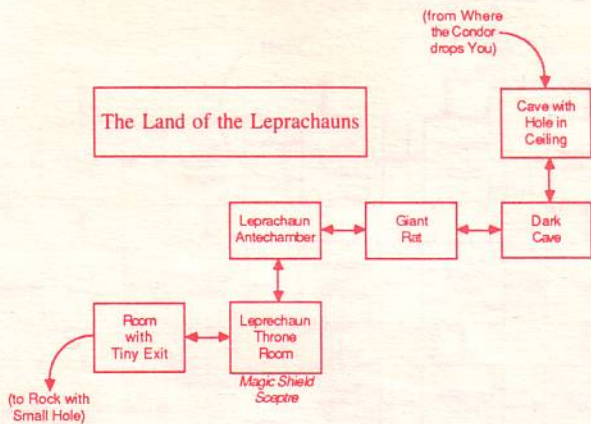 (from Where
the Condor
drops You)
The Land of the Leprachauns
Cave with
Hole in
Ceiling
Leprachaun
Antechamber
Giant
Rat
Dark
Cave
Room
with
Tiny Exit
Leprechaun
Throne
Room
Magic Shield
Sceptre
(to Rock with
Small Hole)